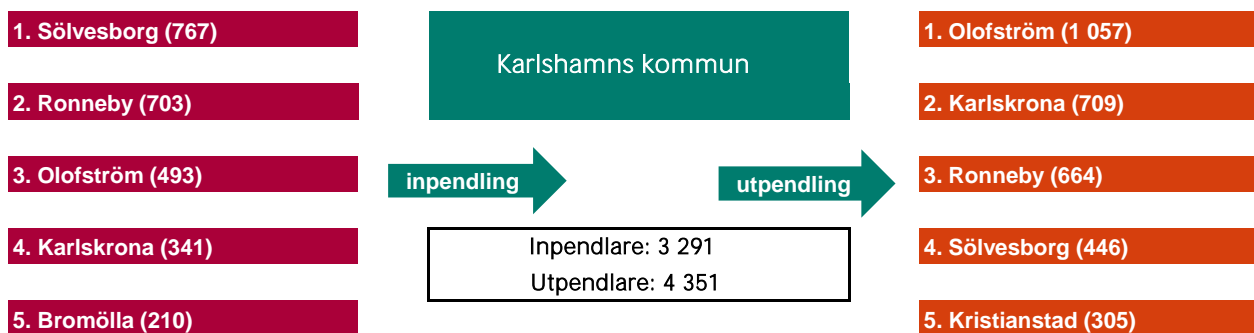 1. Sölvesborg (767)
2. Ronneby (703)
3. Olofström (493)
4. Karlskrona (341)
5. Bromölla (210)
Karlshamns kommun
inpendling
utpendling
Inpendlare: 3 291
Utpendlare: 4 351
1. Olofström (1 057)
2. Karlskrona (709)
3. Ronneby (664)
4. Sölvesborg (446)
5. Kristianstad (305)